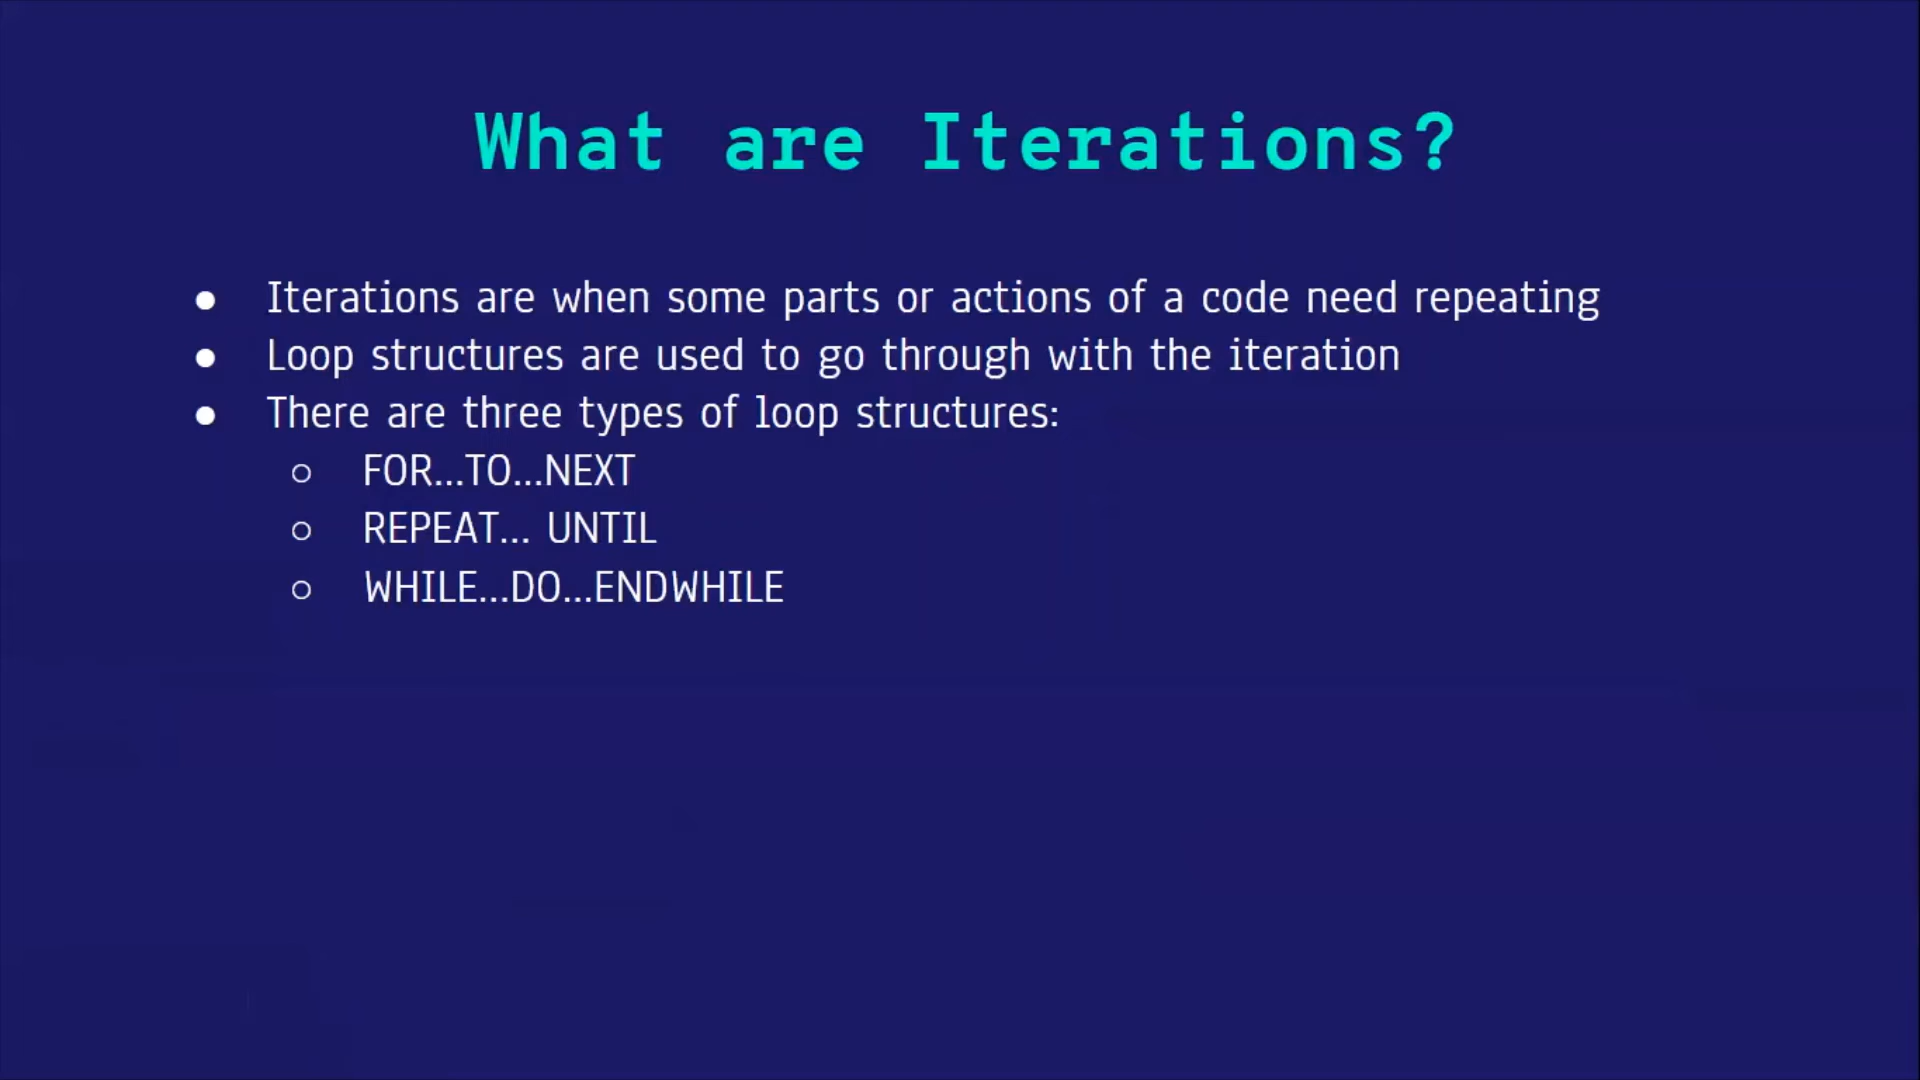 What are Iterations?
● Iterations are when some parts or actions of a code need repeating
● Loop structures are used to go through with the iteration
● There are three types of loop structures:
○ FOR...TO...NEXT
○ REPEAT... UNTIL
○ WHILE...DO...ENDWHILE